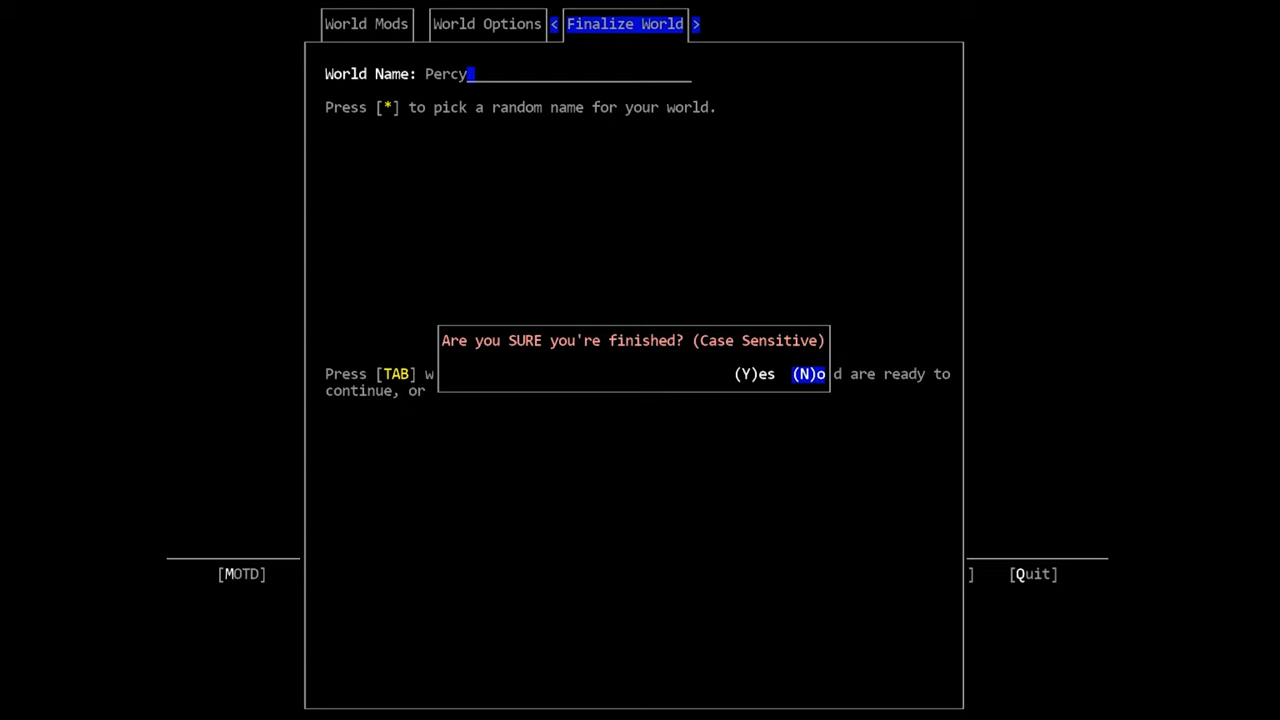 World Mods World Options < Finalize World >
World Name: Percy
Press [*] to pick a random name for your world.
Are you SURE you're finished? (Case Sensitive)
Press [TAB] w (Y)es (N)o d are ready to
continue, or
[MOTD] ] [Quit]